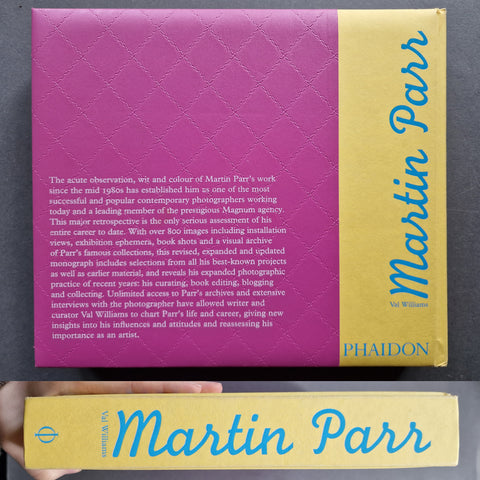 The acute observation, wit and colour of Martin Parr's work
since the mid 1980s has established him as one of the most
successful and popular contemporary photographers working
today and a leading member of the prestigious Magnum agency.
This major retrospective is the only serious assessment of his
entire career to date. With over 800 images including installation
views, exhibition ephemera, book shots and a visual archive
of Parr's famous collections, this revised, expanded and updated
monograph includes selections from all his best-known projects
as well as earlier material, and reveals his expanded photographic
practice of recent years: his curating, book editing, blogging
and collecting. Unlimited access to Parr's archives and extensive
interviews with the photographer have allowed writer and
curator Val Williams to chart Parr's life and career, giving new
insights into his influences and attitudes and reassessing his
importance as an artist.
Martin Parr
Val Williams
PHAIDON
Val Williams
Martin Parr